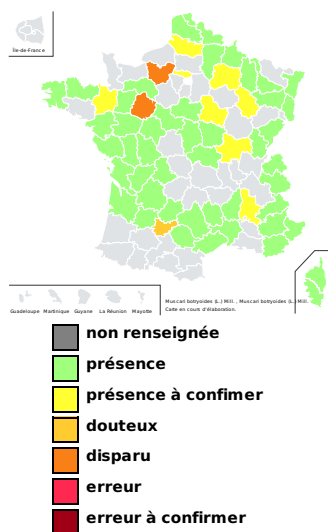 Île-de-France
Guadeloupe Martinique Guyane La Réunion Mayotte
Muscari botryoides (L.) Mill. , Muscari botryoides (L.) Mill.
Carte en cours d'élaboration.
non renseignée
présence
présence à confimer
douteux
disparu
erreur
erreur à confirmer